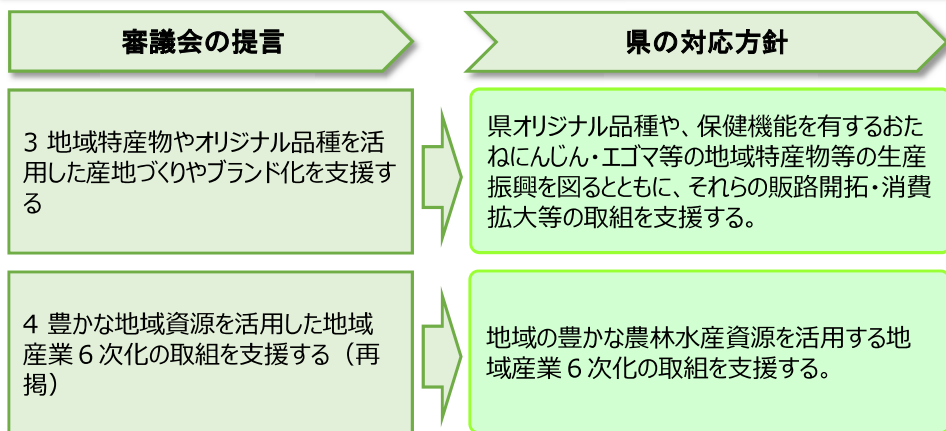 審議会の提言
県の対応方針
3 地域特産物やオリジナル品種を活
用した産地づくりやブランド化を支援す
る
県オリジナル品種や、保健機能を有するおた
ねにんじん・エゴマ等の地域特産物等の生産
振興を図るとともに、それらの販路開拓・消費
拡大等の取組を支援する。
4 豊かな地域資源を活用した地域
産業６次化の取組を支援する（再
掲）
地域の豊かな農林水産資源を活用する地
域産業６次化の取組を支援する。